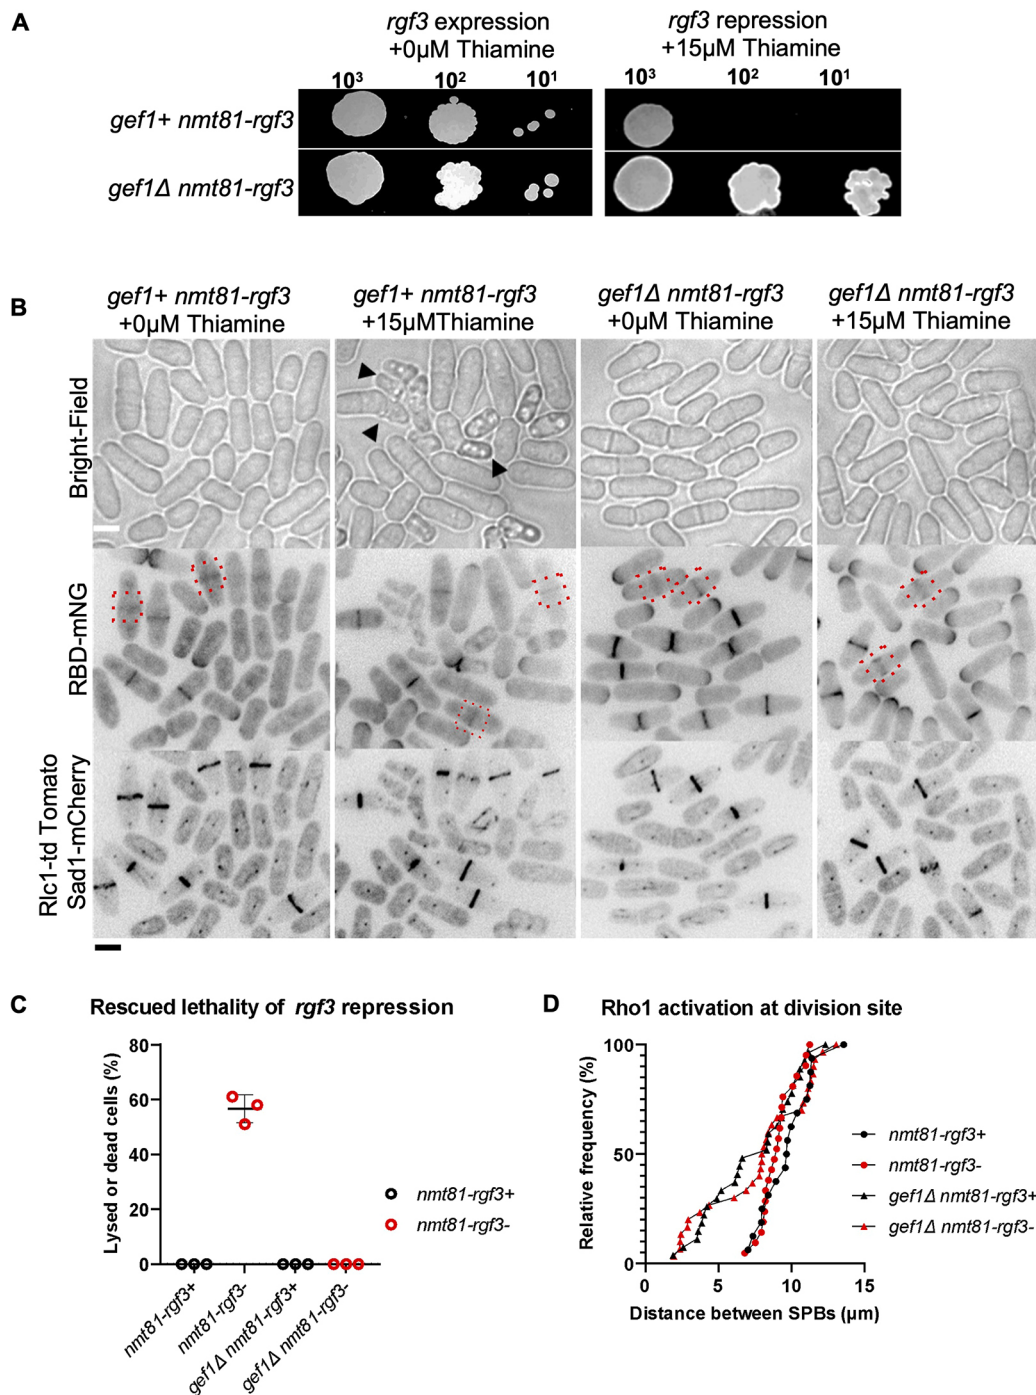 A
rgf3 expression
+0µM Thiamine
rgf3 repression
+15µM Thiamine
10³ 10² 10¹ 10³ 10² 10¹
gef1+ nmt81-rgf3
gef1Δ nmt81-rgf3
B
gef1+ nmt81-rgf3
+0µM Thiamine
gef1+ nmt81-rgf3
+15µMThiamine
gef1Δ nmt81-rgf3
+0µM Thiamine
gef1Δ nmt81-rgf3
+15µM Thiamine
Bright-Field
RBD-mNG
Rlc1-td Tomato
Sad1-mCherry
C
Rescued lethality of rgf3 repression
Lysed or dead cells (%)
80
60
40
20
0
nmt81-rgf3+
nmt81-rgf3-
gef1Δ nmt81-rgf3+
gef1Δ nmt81-rgf3-
nmt81-rgf3+
nmt81-rgf3-
D
Rho1 activation at division site
Relative frequency (%)
100
50
0
0 5 10 15
Distance between SPBs (µm)
nmt81-rgf3+
nmt81-rgf3-
gef1Δ nmt81-rgf3+
gef1Δ nmt81-rgf3-